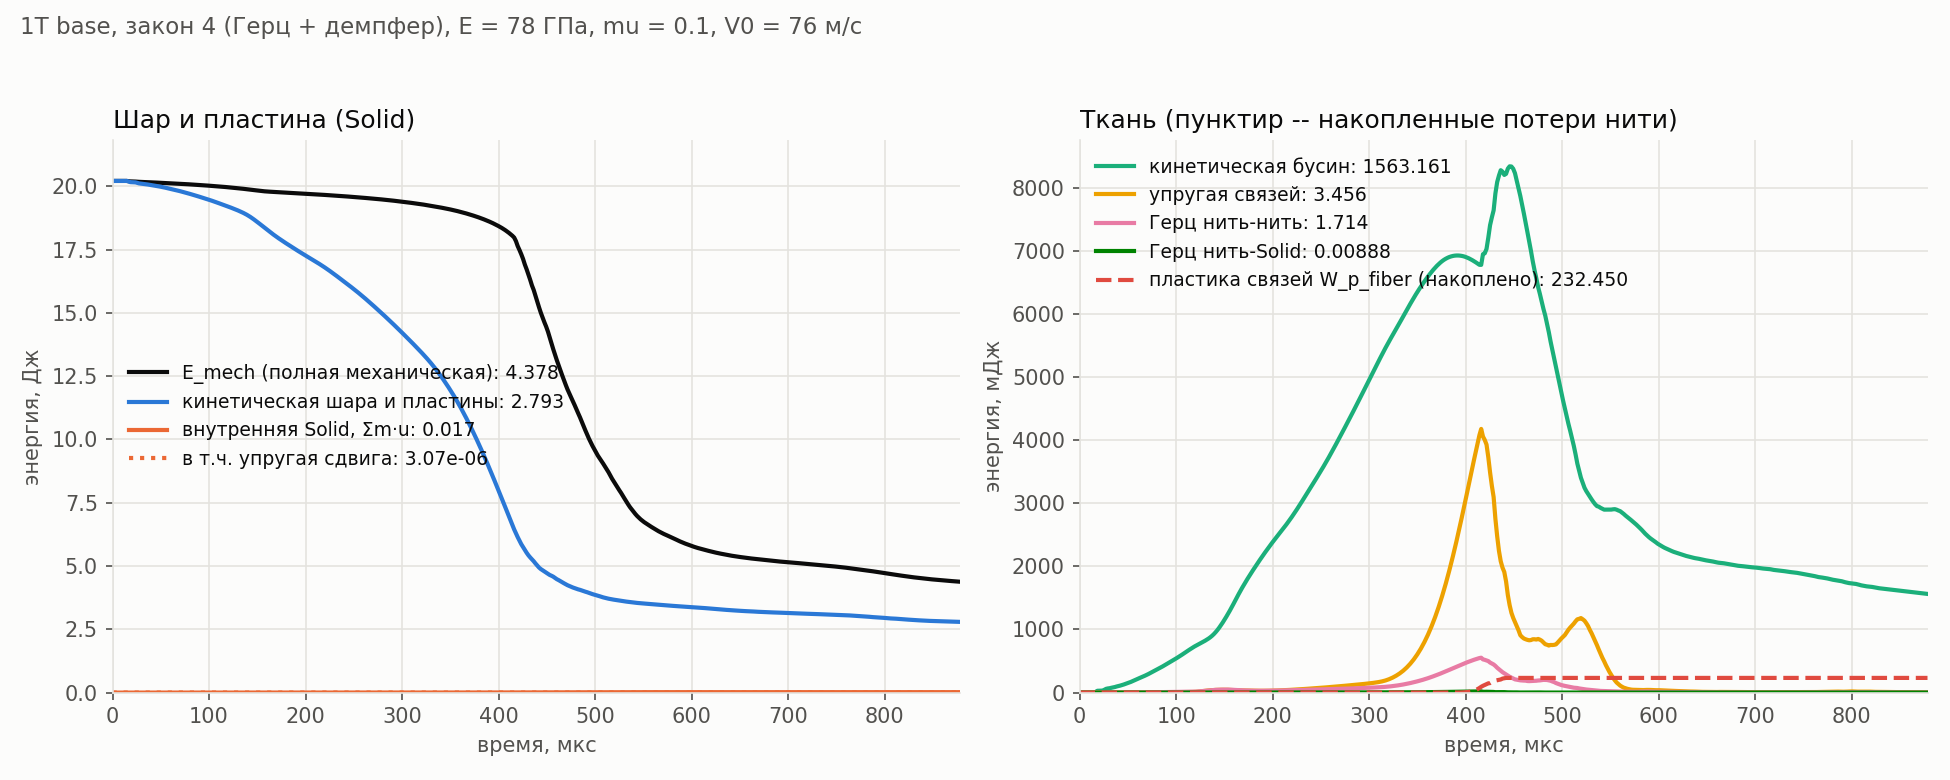 1T base, закон 4 (Герц + демпфер), E = 78 ГПа, mu = 0.1, V0 = 76 м/с
Шар и пластина (Solid)
энергия, Дж
20.0
17.5
15.0
12.5
10.0
7.5
5.0
2.5
0.0
E_mech (полная механическая): 4.378
кинетическая шара и пластины: 2.793
внутренняя Solid, Σm·u: 0.017
в т.ч. упругая сдвига: 3.07e-06
0 100 200 300 400 500 600 700 800
время, мкс
Ткань (пунктир -- накопленные потери нити)
энергия, мДж
8000
7000
6000
5000
4000
3000
2000
1000
0
кинетическая бусин: 1563.161
упругая связей: 3.456
Герц нить-нить: 1.714
Герц нить-Solid: 0.00888
пластика связей W_p_fiber (накоплено): 232.450
0 100 200 300 400 500 600 700 800
время, мкс